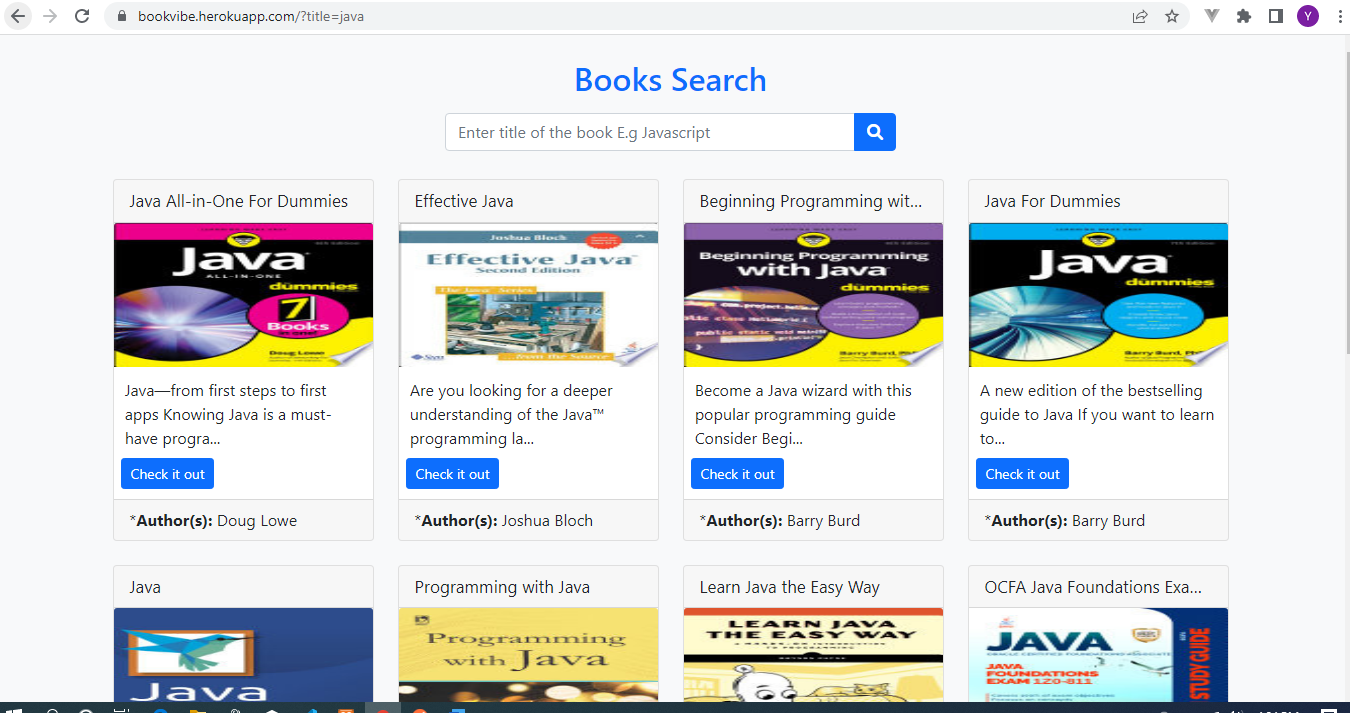 bookvibe.herokuapp.com/?title=java
Y
Books Search
Enter title of the book E.g Javascript
Java All-in-One For Dummies
Effective Java
Beginning Programming wit...
Java For Dummies
Java
ALL-IN-ONE
dummies
7
Books
Doug Lowe
Joshua Bloch
Effective Java™
Second Edition
The Java Series
Sun
...from the Source
Beginning Programming
with Java
dummies
Barry Burd, PhD
Java
dummies
Barry Burd, PhD
Java—from first steps to first
apps Knowing Java is a must-
have progra...
Are you looking for a deeper
understanding of the Java™
programming la...
Become a Java wizard with this
popular programming guide
Consider Begi...
A new edition of the bestselling
guide to Java If you want to learn
to...
Check it out
Check it out
Check it out
Check it out
*Author(s): Doug Lowe
*Author(s): Joshua Bloch
*Author(s): Barry Burd
*Author(s): Barry Burd
Java
Programming with Java
Learn Java the Easy Way
OCFA Java Foundations Exa...
Java
Programming
with Java
LEARN JAVA
THE EASY WAY
JAVA
JAVA
FOUNDATIONS
EXAM 1Z0-811
STUDY GUIDE